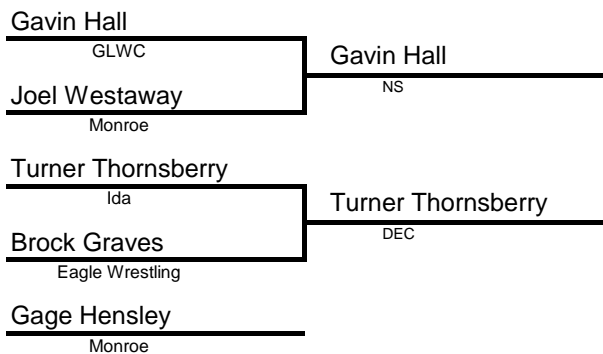 Gavin Hall
GLWC
Gavin Hall
NS
Joel Westaway
Monroe
Turner Thornsberry
Ida
Turner Thornsberry
DEC
Brock Graves
Eagle Wrestling
Gage Hensley
Monroe